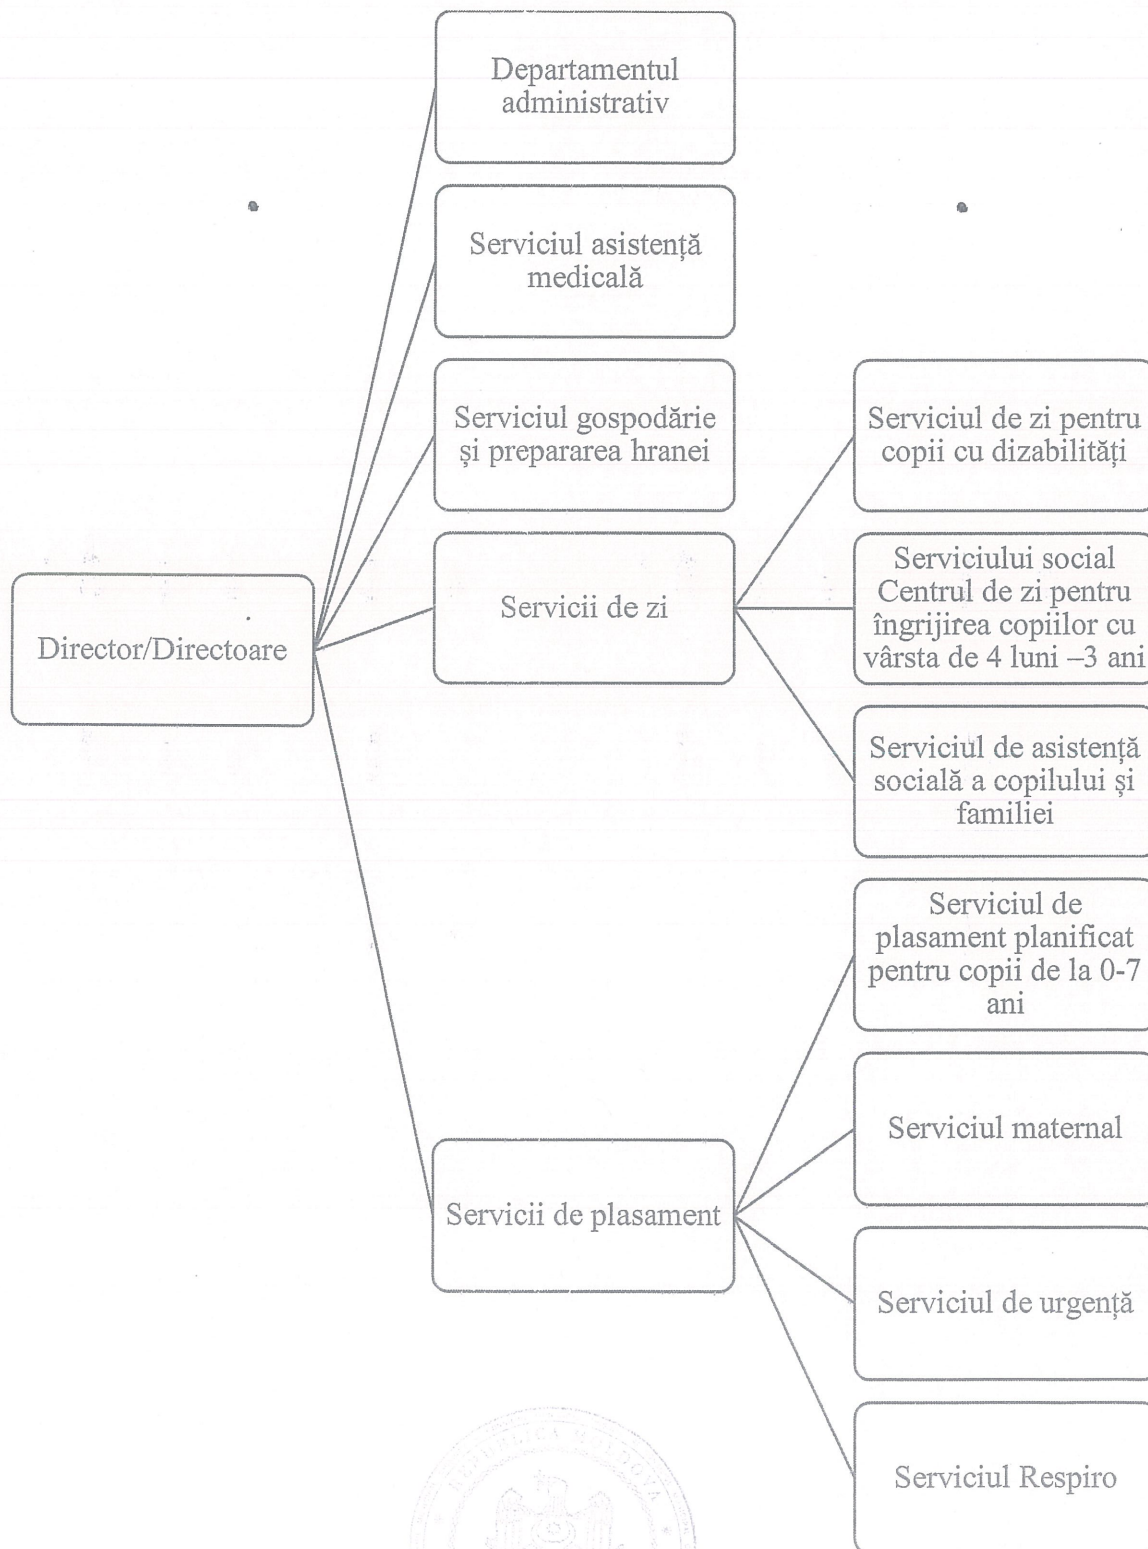 Departamentul
administrativ
Serviciul asistență
medicală
Serviciul gospodărie
și prepararea hranei
Serviciul de zi pentru
copii cu dizabilități
Director/Directoare
Servicii de zi
Serviciului social
Centrul de zi pentru
îngrijirea copiilor cu
vârsta de 4 luni –3 ani
Serviciul de asistență
socială a copilului și
familiei
Servicii de plasament
Serviciul de
plasament planificat
pentru copii de la 0-7
ani
Serviciul maternal
Serviciul de urgență
Serviciul Respiro
REPUBLICA MOLDOVA